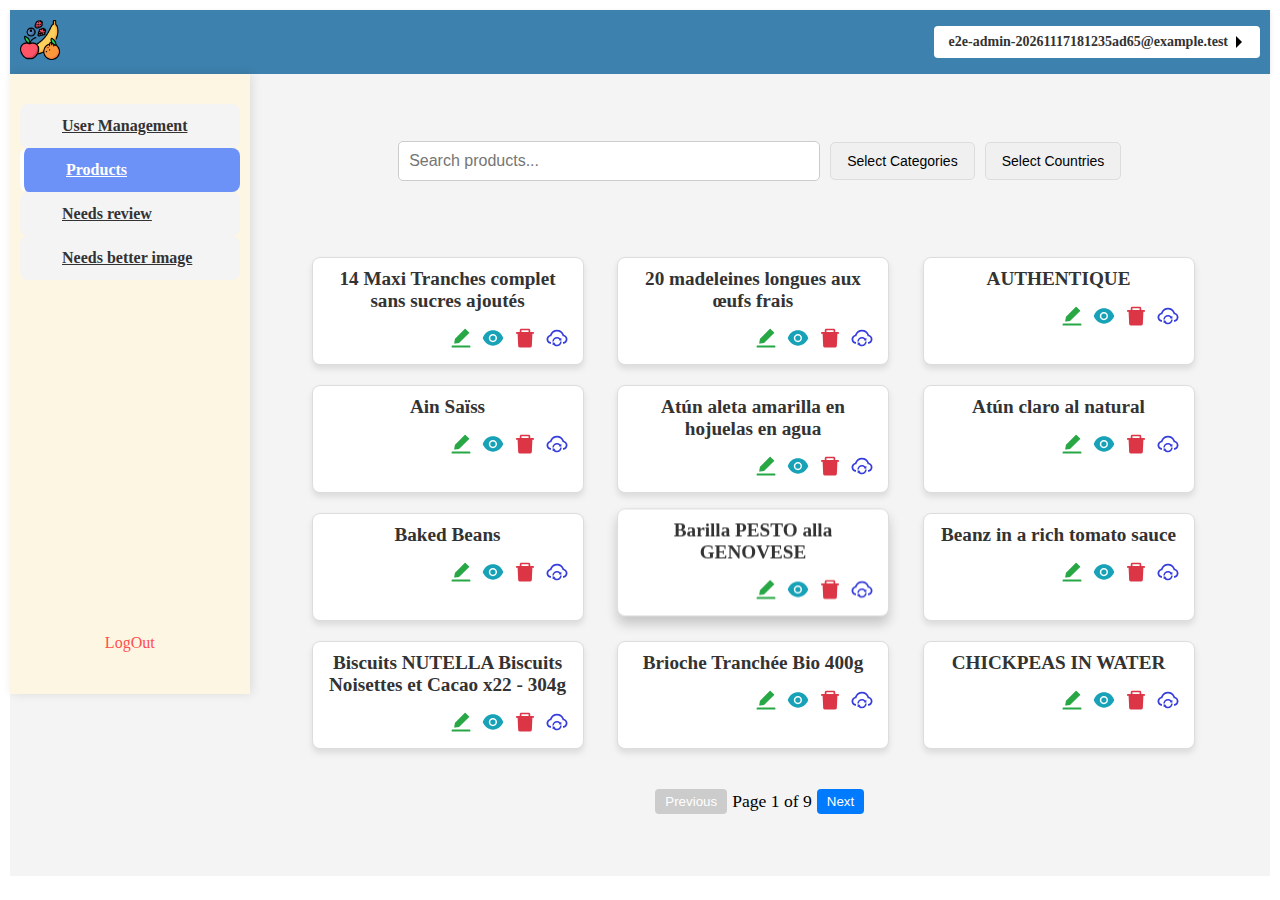 e2e-admin-20261117181235ad65@example.test
User Management
Products
Needs review
Needs better image
LogOut
Search products...
Select Categories
Select Countries
14 Maxi Tranches complet
sans sucres ajoutés
20 madeleines longues aux
œufs frais
AUTHENTIQUE
Ain Saïss
Atún aleta amarilla en
hojuelas en agua
Atún claro al natural
Baked Beans
Barilla PESTO alla
GENOVESE
Beanz in a rich tomato sauce
Biscuits NUTELLA Biscuits
Noisettes et Cacao x22 - 304g
Brioche Tranchée Bio 400g
CHICKPEAS IN WATER
Previous Page 1 of 9 Next